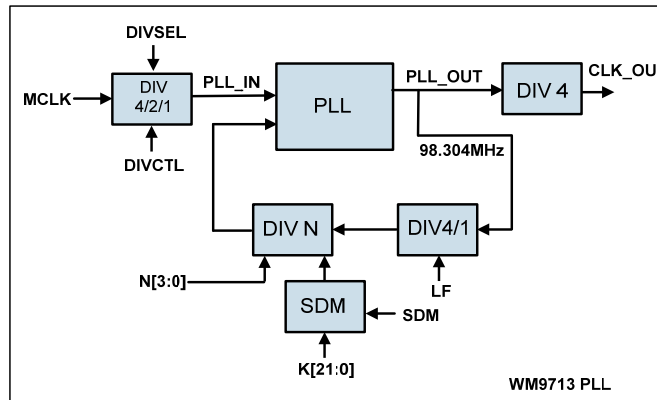 DIVSEL
MCLK
DIV
4/2/1
PLL_IN
PLL
PLL_OUT
DIV 4
CLK_OU
DIVCTL
98.304MHz
DIV N
DIV4/1
N[3:0]
LF
SDM
SDM
K[21:0]
WM9713 PLL